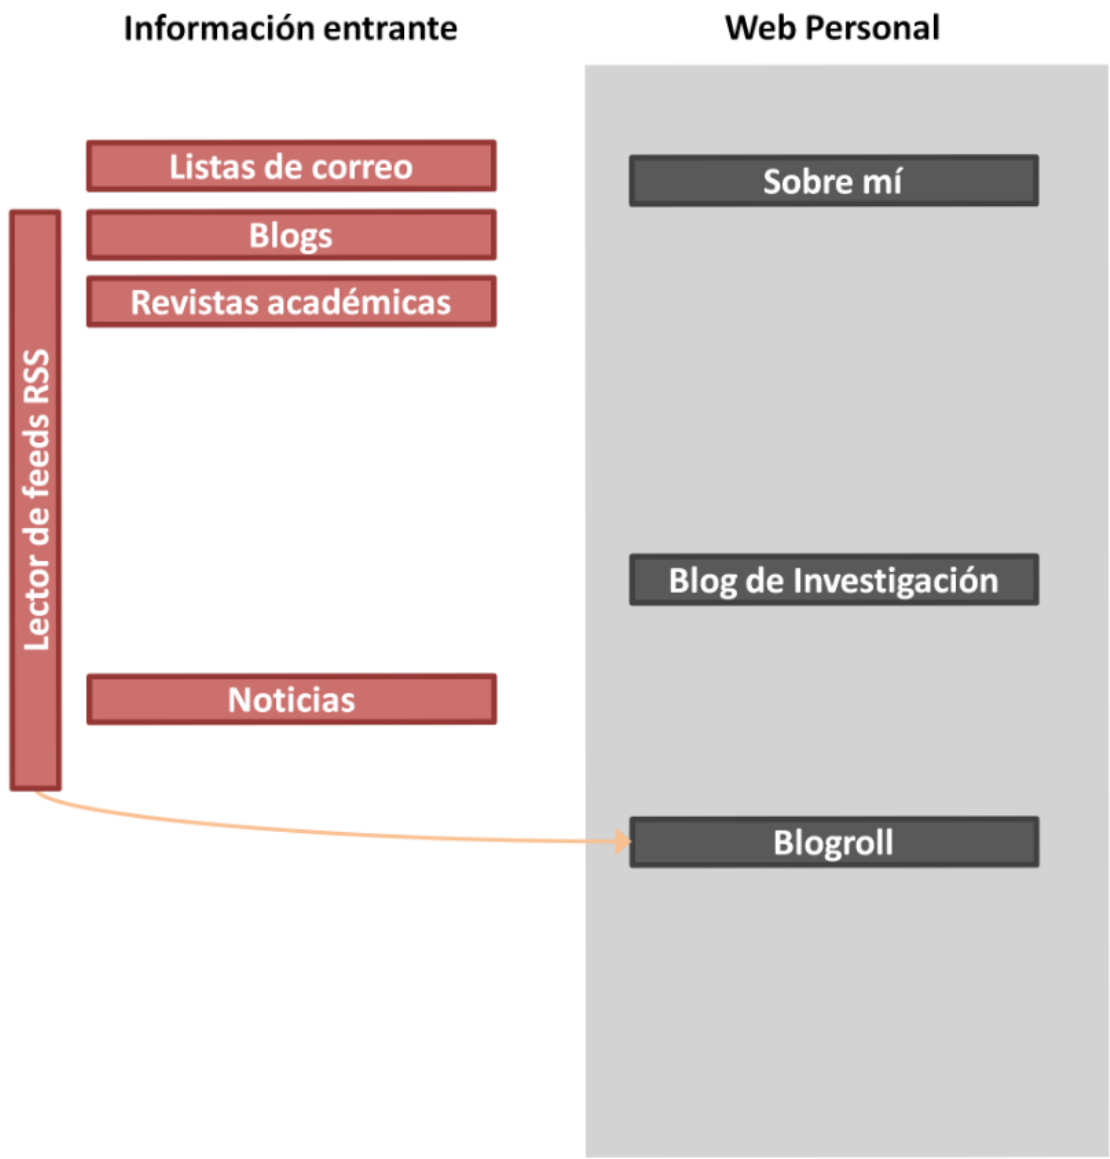 Información entrante
Web Personal
Listas de correo
Blogs
Revistas académicas
Lector de feeds RSS
Noticias
Sobre mí
Blog de Investigación
Blogroll